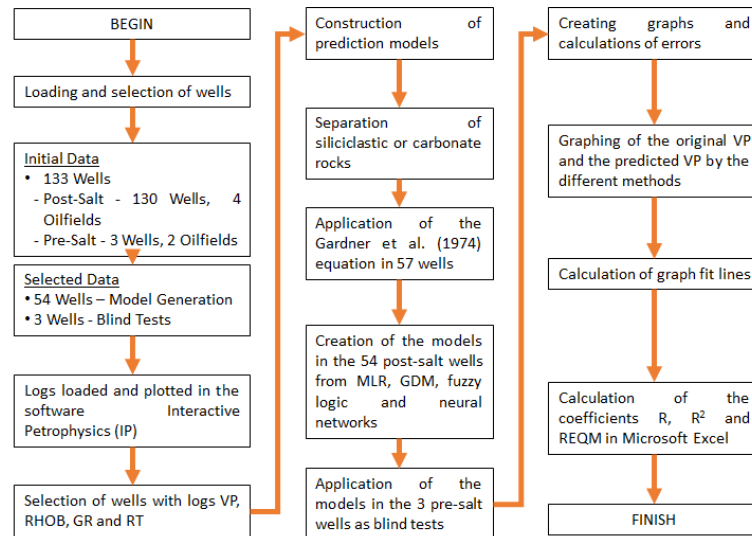 BEGIN
Loading and selection of wells
Initial Data
• 133 Wells
- Post-Salt - 130 Wells, 4
Oilfields
- Pre-Salt - 3 Wells, 2 Oilfields
Selected Data
• 54 Wells – Model Generation
• 3 Wells - Blind Tests
Logs loaded and plotted in the
software Interactive
Petrophysics (IP)
Selection of wells with logs VP,
RHOB, GR and RT
Construction of
prediction models
Separation of
siliciclastic or carbonate
rocks
Application of the
Gardner et al. (1974)
equation in 57 wells
Creation of the models
in the 54 post-salt wells
from MLR, GDM, fuzzy
logic and neural
networks
Application of the
models in the 3 pre-salt
wells as blind tests
Creating graphs and
calculations of errors
Graphing of the original VP
and the predicted VP by the
different methods
Calculation of graph fit lines
Calculation of the
coefficients R, R² and
REQM in Microsoft Excel
FINISH